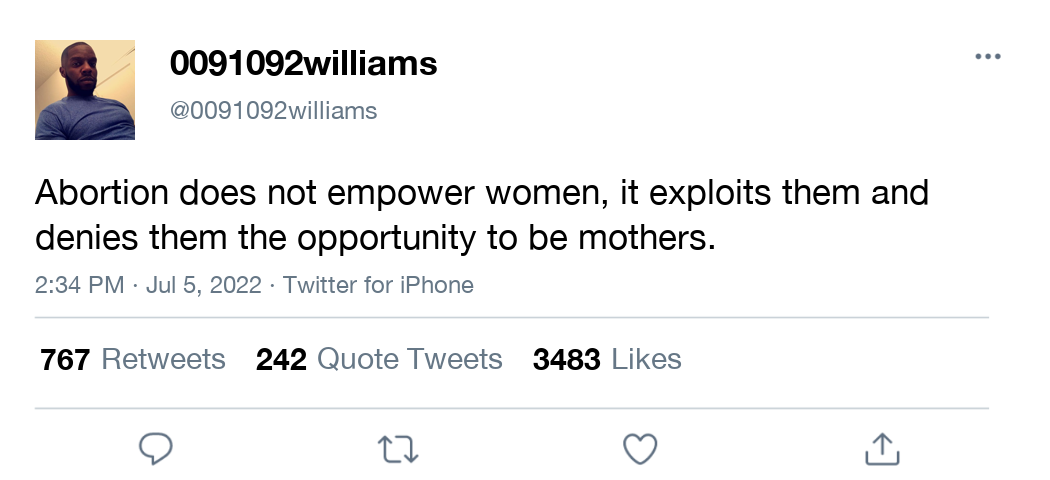 0091092williams
@0091092williams
Abortion does not empower women, it exploits them and
denies them the opportunity to be mothers.
2:34 PM · Jul 5, 2022 · Twitter for iPhone
767 Retweets 242 Quote Tweets 3483 Likes